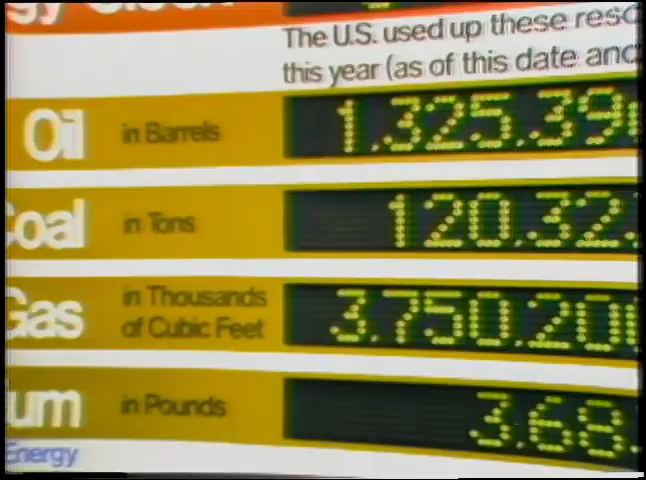 The U.S. used up these
this year (as of this date and
Oil in Barrels 1,325,39
Coal in Tons 120,32
Gas in Thousands
of Cubic Feet 3,750,20
um in Pounds 3,68
Energy